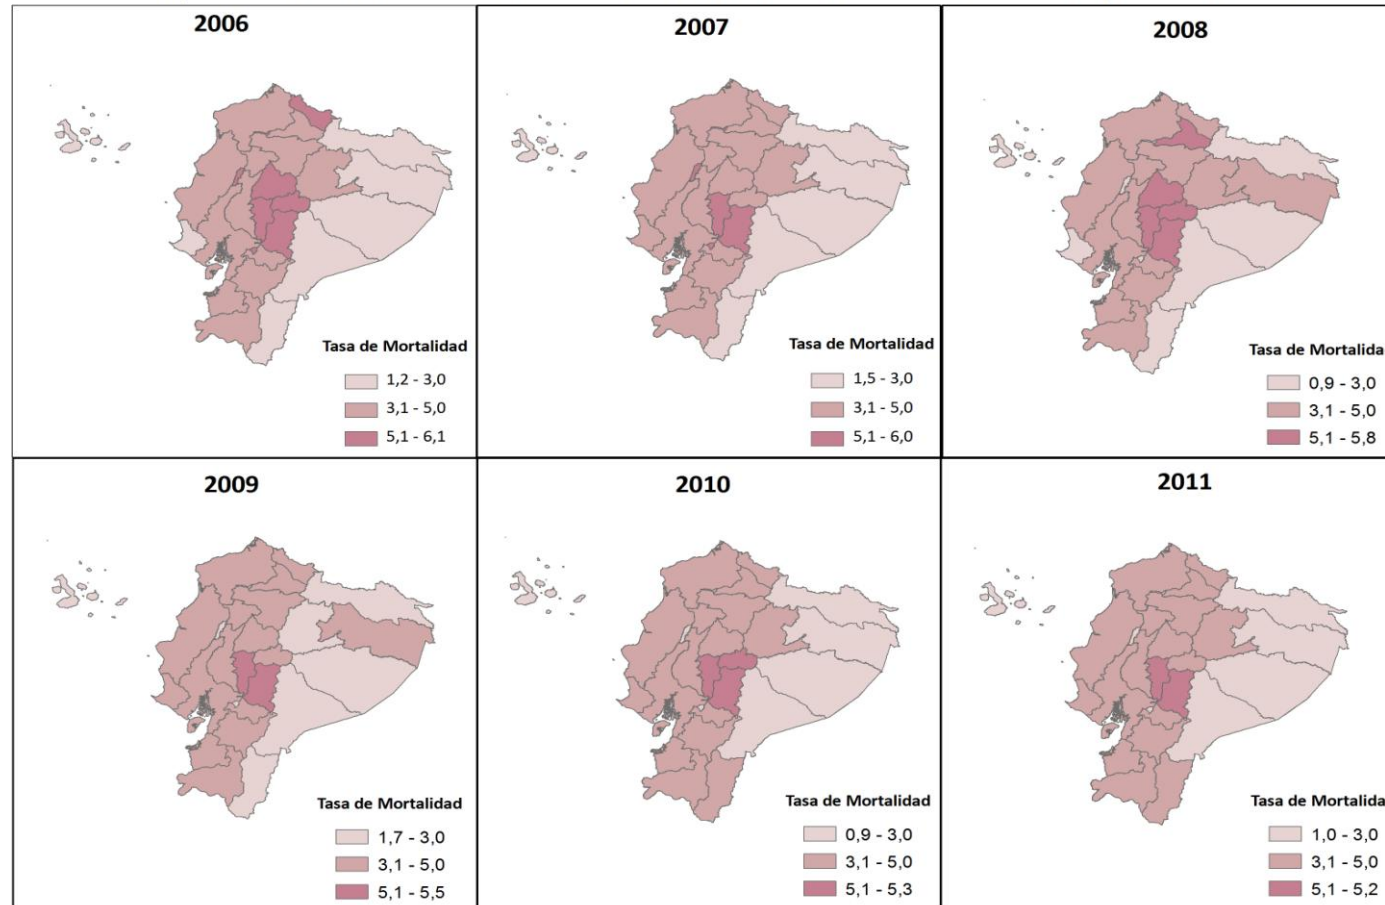 2006
Tasa de Mortalidad
1,2 - 3,0
3,1 - 5,0
5,1 - 6,1
2007
Tasa de Mortalidad
1,5 - 3,0
3,1 - 5,0
5,1 - 6,0
2008
Tasa de Mortalida
0,9 - 3,0
3,1 - 5,0
5,1 - 5,8
2009
Tasa de Mortalidad
1,7 - 3,0
3,1 - 5,0
5,1 - 5,5
2010
Tasa de Mortalidad
0,9 - 3,0
3,1 - 5,0
5,1 - 5,3
2011
Tasa de Mortalida
1,0 - 3,0
3,1 - 5,0
5,1 - 5,2